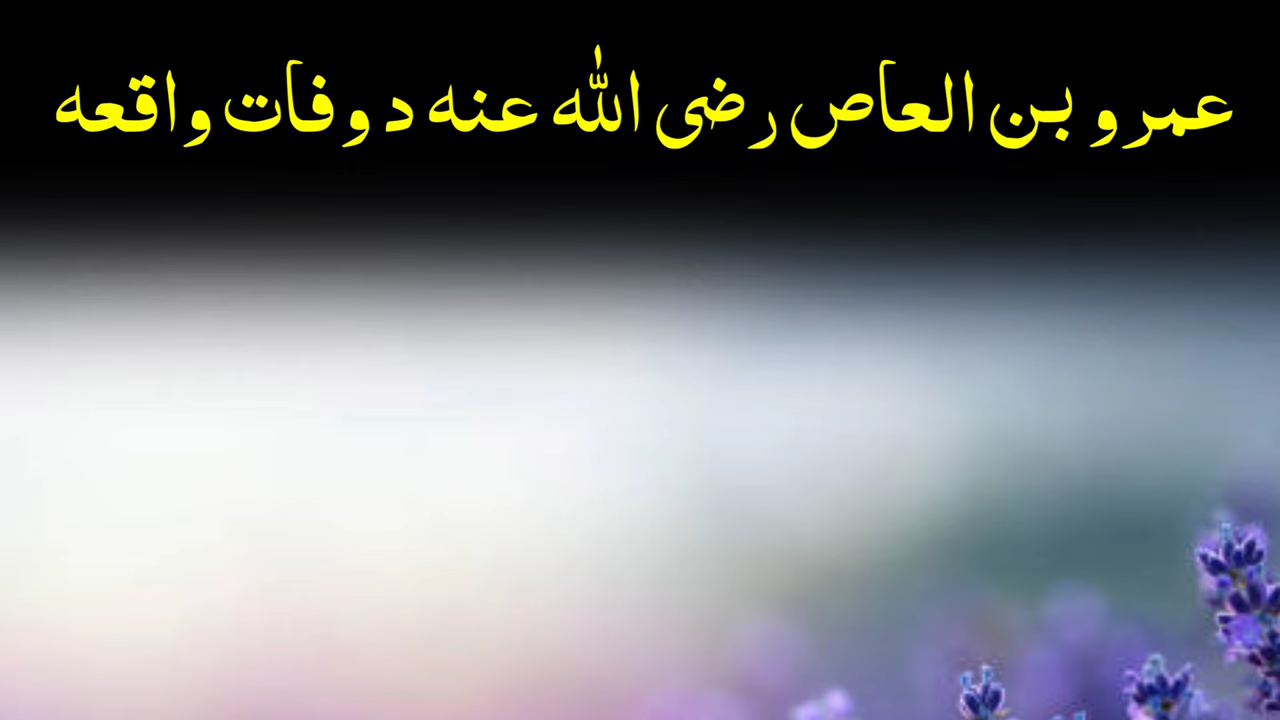 عمرو بن العاص رضی الله عنه د وفات واقعه